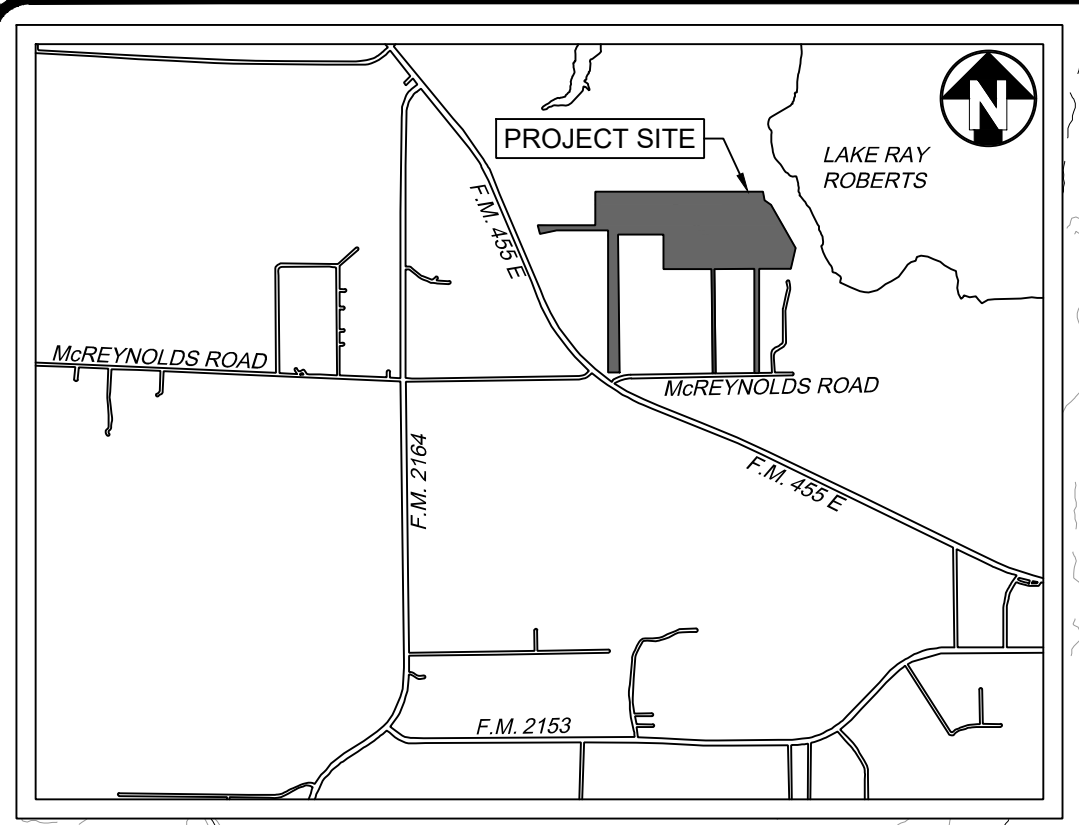 N
PROJECT SITE
LAKE RAY
ROBERTS
F.M. 455 E
McREYNOLDS ROAD
McREYNOLDS ROAD
F.M. 2164
F.M. 455 E
F.M. 2153